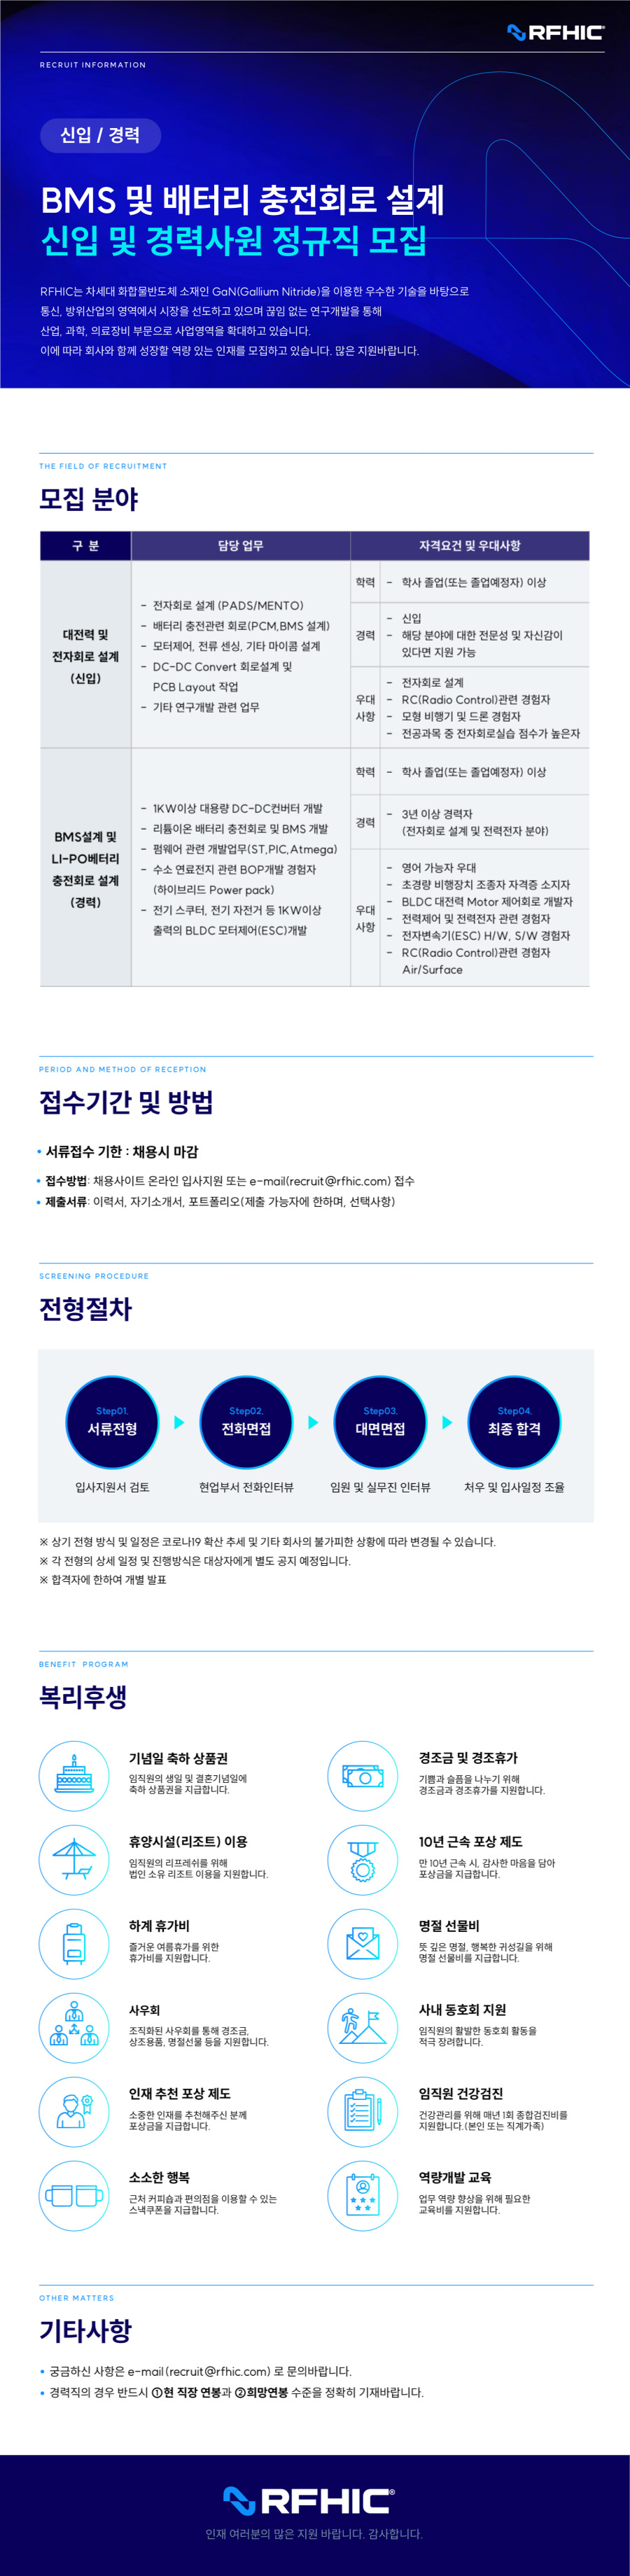 RFHIC
RECRUIT INFORMATION
신입 / 경력
BMS 및 배터리 충전회로 설계
신입 및 경력사원 정규직 모집
RFHIC는 차세대 화합물반도체 소재인 GaN(Gallium Nitride)을 이용한 우수한 기술을 바탕으로
통신, 방위산업의 영역에서 시장을 선도하고 있으며 끊임 없는 연구개발을 통해
산업, 과학, 의료장비 부문으로 사업영역을 확대하고 있습니다.
이에 따라 회사와 함께 성장할 역량 있는 인재를 모집하고 있습니다. 많은 지원바랍니다.
THE FIELD OF RECRUITMENT
모집 분야
구 분
담당 업무
자격요건 및 우대사항
대전력 및
전자회로 설계
(신입)
- 전자회로 설계 (PADS/MENTO)
- 배터리 충전관련 회로(PCM,BMS 설계)
- 모터제어, 전류 센싱, 기타 마이콤 설계
- DC-DC Convert 회로설계 및
PCB Layout 작업
- 기타 연구개발 관련 업무
학력
- 학사 졸업(또는 졸업예정자) 이상
경력
- 신입
- 해당 분야에 대한 전문성 및 자신감이
있다면 지원 가능
우대
사항
- 전자회로 설계
- RC(Radio Control)관련 경험자
- 모형 비행기 및 드론 경험자
- 전공과목 중 전자회로실습 점수가 높은자
BMS설계 및
LI-PO베터리
충전회로 설계
(경력)
- 1KW이상 대용량 DC-DC컨버터 개발
- 리튬이온 배터리 충전회로 및 BMS 개발
- 펌웨어 관련 개발업무(ST,PIC,Atmega)
- 수소 연료전지 관련 BOP개발 경험자
(하이브리드 Power pack)
- 전기 스쿠터, 전기 자전거 등 1KW이상
출력의 BLDC 모터제어(ESC)개발
학력
- 학사 졸업(또는 졸업예정자) 이상
경력
- 3년 이상 경력자
(전자회로 설계 및 전력전자 분야)
우대
사항
- 영어 가능자 우대
- 초경량 비행장치 조종자 자격증 소지자
- BLDC 대전력 Motor 제어회로 개발자
- 전력제어 및 전력전자 관련 경험자
- 전자변속기(ESC) H/W, S/W 경험자
- RC(Radio Control)관련 경험자
Air/Surface
PERIOD AND METHOD OF RECEPTION
접수기간 및 방법
• 서류접수 기한 : 채용시 마감
• 접수방법: 채용사이트 온라인 입사지원 또는 e-mail(recruit@rfhic.com) 접수
• 제출서류: 이력서, 자기소개서, 포트폴리오(제출 가능자에 한하며, 선택사항)
SCREENING PROCEDURE
전형절차
Step01.
서류전형
입사지원서 검토
Step02.
전화면접
현업부서 전화인터뷰
Step03.
대면면접
임원 및 실무진 인터뷰
Step04.
최종 합격
처우 및 입사일정 조율
※ 상기 전형 방식 및 일정은 코로나19 확산 추세 및 기타 회사의 불가피한 상황에 따라 변경될 수 있습니다.
※ 각 전형의 상세 일정 및 진행방식은 대상자에게 별도 공지 예정입니다.
※ 합격자에 한하여 개별 발표
BENEFIT PROGRAM
복리후생
기념일 축하 상품권
임직원의 생일 및 결혼기념일에
축하 상품권을 지급합니다.
경조금 및 경조휴가
기쁨과 슬픔을 나누기 위해
경조금과 경조휴가를 지원합니다.
휴양시설(리조트) 이용
임직원의 리프레쉬를 위해
법인 소유 리조트 이용을 지원합니다.
10년 근속 포상 제도
만 10년 근속 시, 감사한 마음을 담아
포상금을 지급합니다.
하계 휴가비
즐거운 여름휴가를 위한
휴가비를 지원합니다.
명절 선물비
뜻 깊은 명절, 행복한 귀성길을 위해
명절 선물비를 지급합니다.
사우회
조직화된 사우회를 통해 경조금,
상조용품, 명절선물 등을 지원합니다.
사내 동호회 지원
임직원의 활발한 동호회 활동을
적극 장려합니다.
인재 추천 포상 제도
소중한 인재를 추천해주신 분께
포상금을 지급합니다.
임직원 건강검진
건강관리를 위해 매년 1회 종합검진비를
지원합니다.(본인 또는 직계가족)
소소한 행복
근처 커피숍과 편의점을 이용할 수 있는
스낵쿠폰을 지급합니다.
역량개발 교육
업무 역량 향상을 위해 필요한
교육비를 지원합니다.
OTHER MATTERS
기타사항
• 궁금하신 사항은 e-mail (recruit@rfhic.com) 로 문의바랍니다.
• 경력직의 경우 반드시 ①현 직장 연봉과 ②희망연봉 수준을 정확히 기재바랍니다.
RFHIC®
인재 여러분의 많은 지원 바랍니다. 감사합니다.